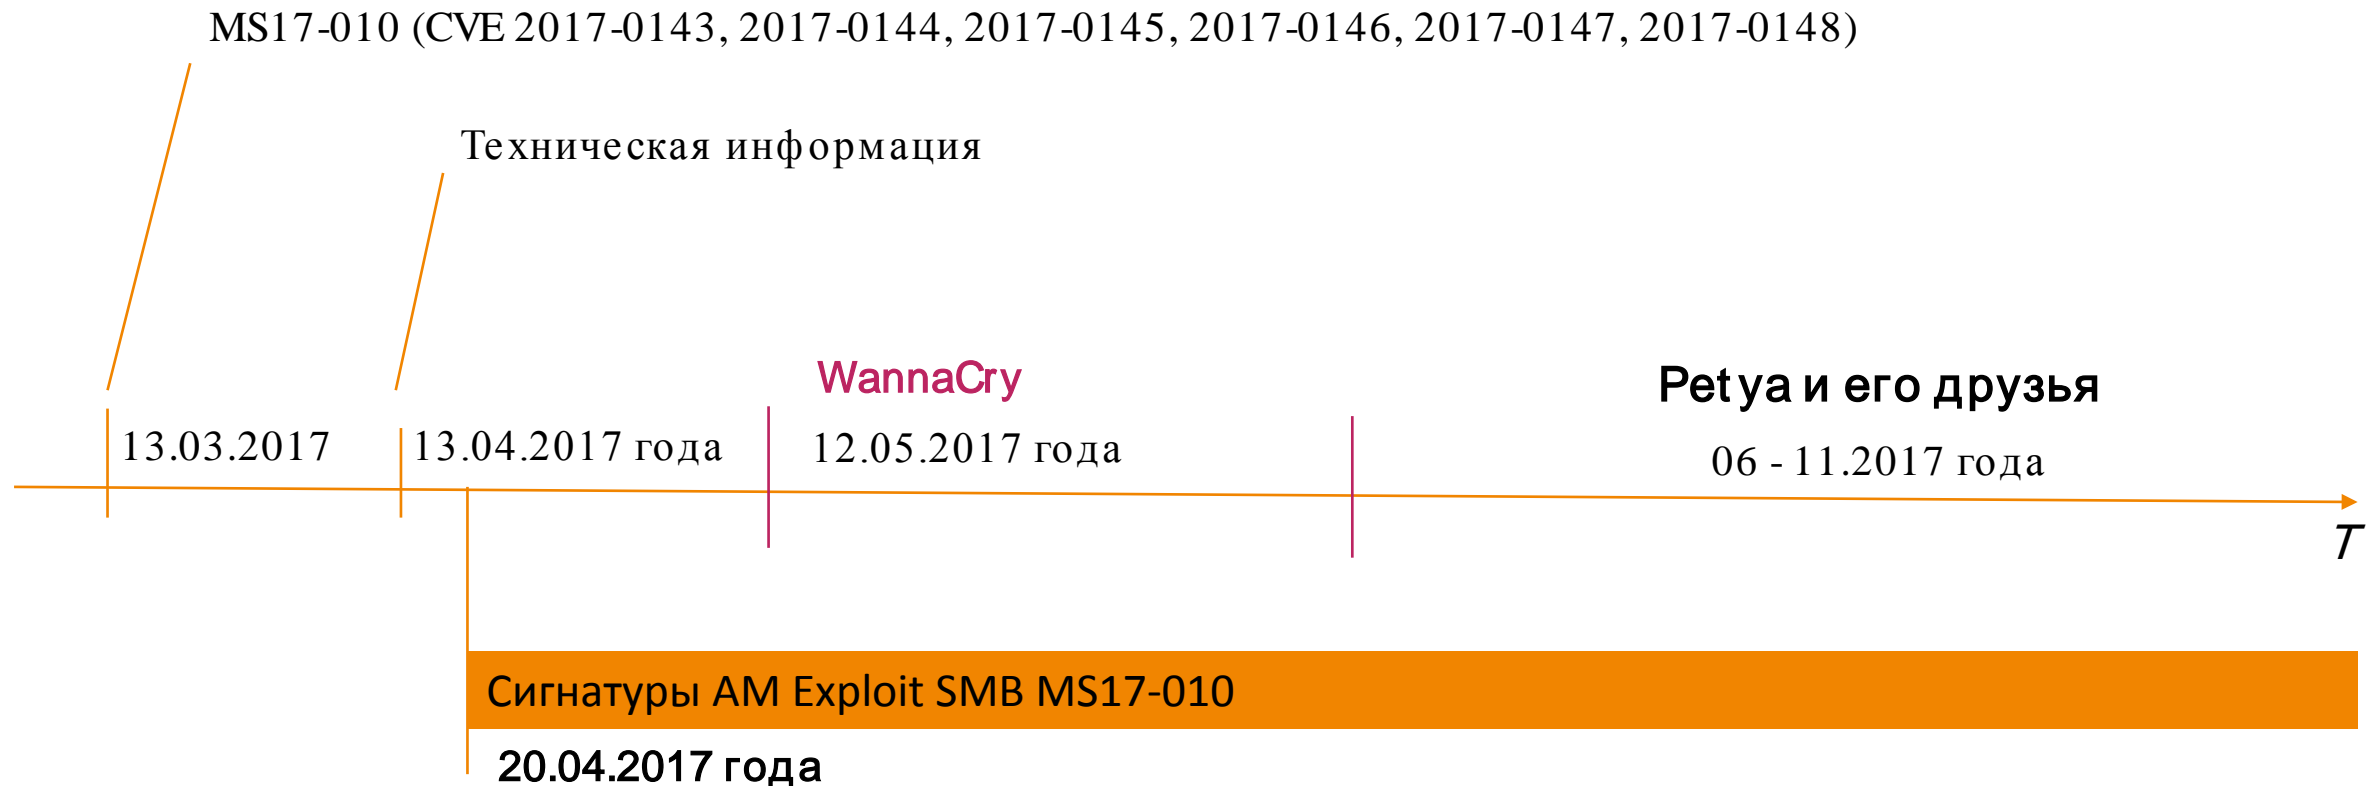 MS17-010 (CVE 2017-0143, 2017-0144, 2017-0145, 2017-0146, 2017-0147, 2017-0148)
Техническая информация
WannaCry
Petya и его друзья
13.03.2017
13.04.2017 года
12.05.2017 года
06 - 11.2017 года
T
Сигнатуры AM Exploit SMB MS17-010
20.04.2017 года